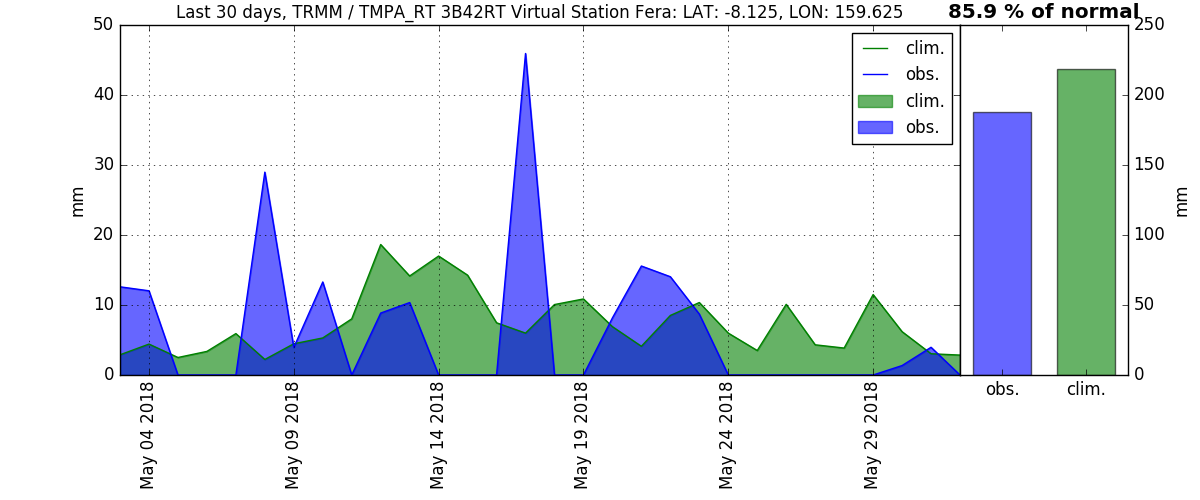 Last 30 days, TRMM / TMPA_RT 3B42RT Virtual Station Fera: LAT: -8.125, LON: 159.625
85.9 % of normal
50
40
30
20
10
0
mm
clim.
obs.
clim.
obs.
250
200
150
100
50
0
mm
obs.
clim.
May 04 2018
May 09 2018
May 14 2018
May 19 2018
May 24 2018
May 29 2018